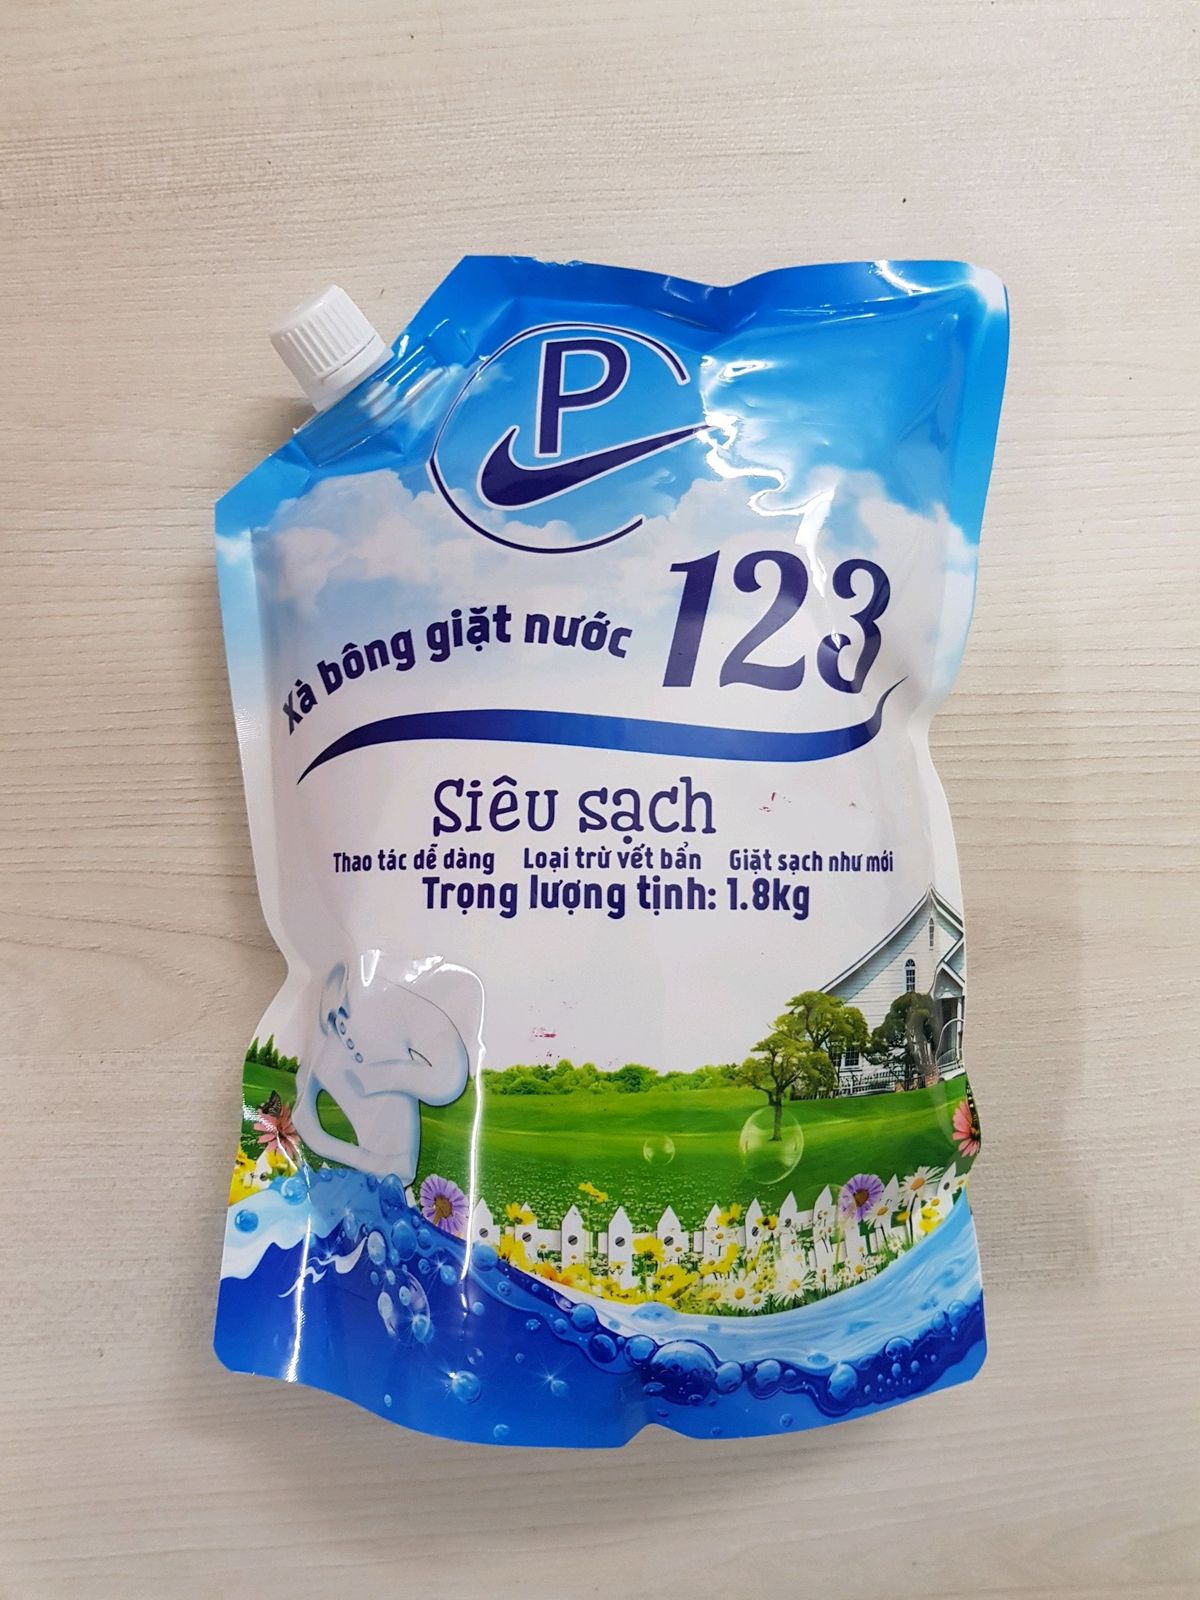 P
Xà bông giặt nước 123
Siêu sạch
Thao tác dễ dàng Loại trừ vết bẩn Giặt sạch như mới
Trọng lượng tịnh: 1.8kg